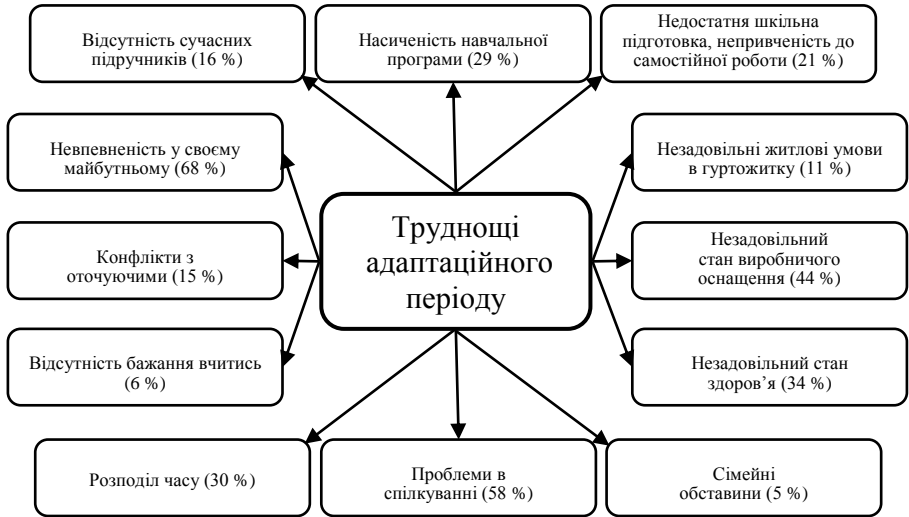 Відсутність сучасних
підручників (16 %)
Насиченість навчальної
програми (29 %)
Недостатня шкільна
підготовка, непривченість до
самостійної роботи (21 %)
Невпевненість у своєму
майбутньому (68 %)
Незадовільні житлові умови
в гуртожитку (11 %)
Труднощі
адаптаційного
періоду
Конфлікти з
оточуючими (15 %)
Незадовільний
стан виробничого
оснащення (44 %)
Відсутність бажання вчитись
(6 %)
Незадовільний стан
здоров’я (34 %)
Розподіл часу (30 %)
Проблеми в
спілкуванні (58 %)
Сімейні
обставини (5 %)